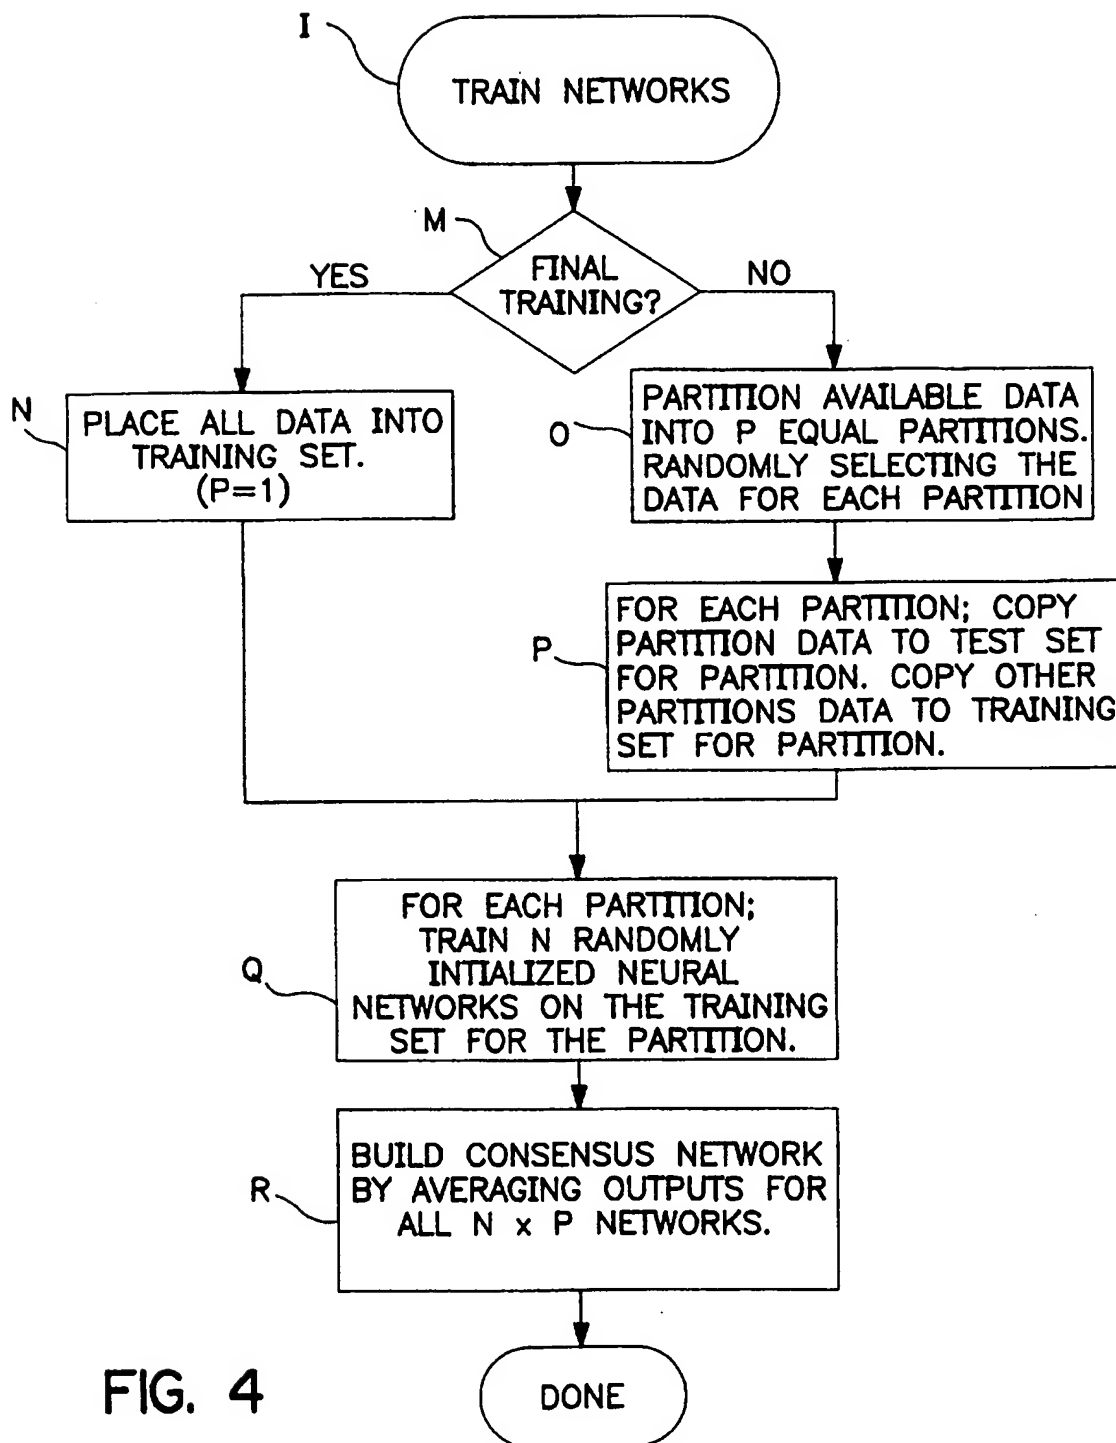 I
TRAIN NETWORKS
M
FINAL
TRAINING?
YES
NO
N
PLACE ALL DATA INTO
TRAINING SET.
(P=1)
O
PARTITION AVAILABLE DATA
INTO P EQUAL PARTITIONS.
RANDOMLY SELECTING THE
DATA FOR EACH PARTITION
P
FOR EACH PARTITION; COPY
PARTITION DATA TO TEST SET
FOR PARTITION. COPY OTHER
PARTITIONS DATA TO TRAINING
SET FOR PARTITION.
Q
FOR EACH PARTITION;
TRAIN N RANDOMLY
INTIALIZED NEURAL
NETWORKS ON THE TRAINING
SET FOR THE PARTITION.
R
BUILD CONSENSUS NETWORK
BY AVERAGING OUTPUTS FOR
ALL N x P NETWORKS.
DONE
FIG. 4